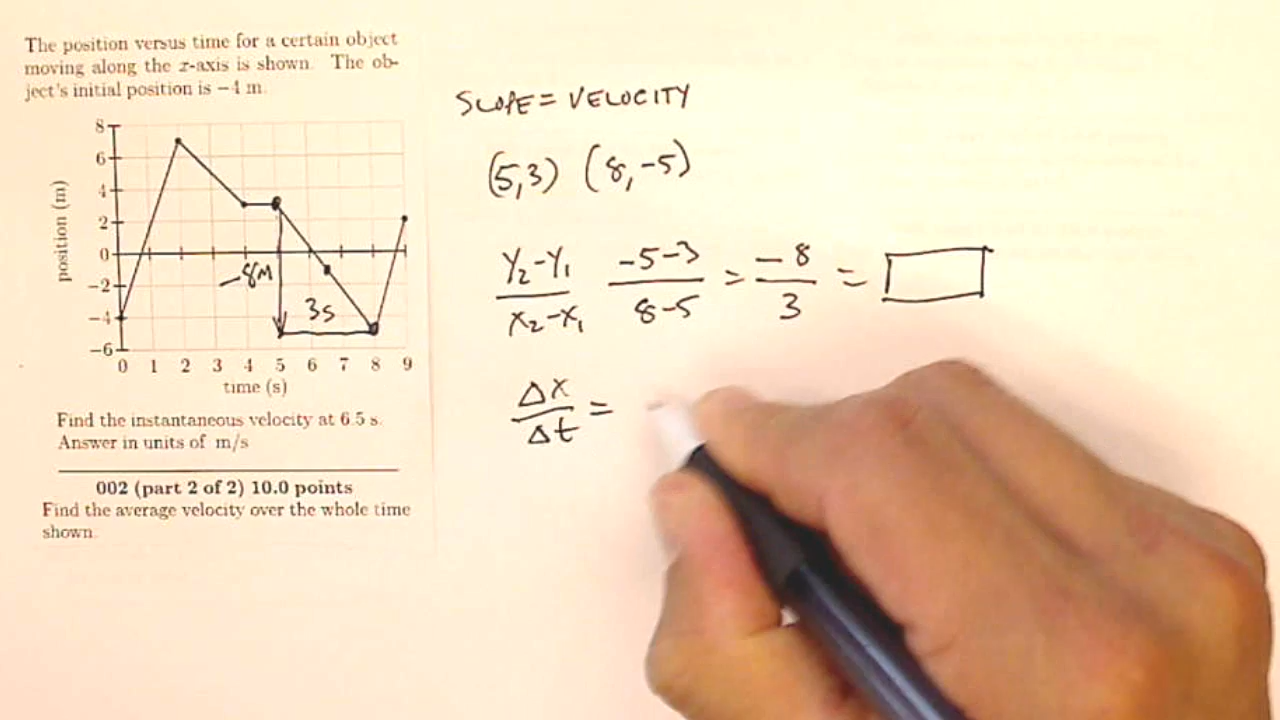 The position versus time for a certain object
moving along the x-axis is shown. The ob-
ject's initial position is −4 m.
8
6
4
2
0
−2
−4
−6
position (m)
-8M
3s
0 1 2 3 4 5 6 7 8 9
time (s)
Find the instantaneous velocity at 6.5 s.
Answer in units of m/s
002 (part 2 of 2) 10.0 points
Find the average velocity over the whole time
shown.
SLOPE = VELOCITY
(5,3) (8,-5)
Y2-Y1 / X2-X1 -5-3 / 8-5 = -8 / 3 =
Δx / Δt =